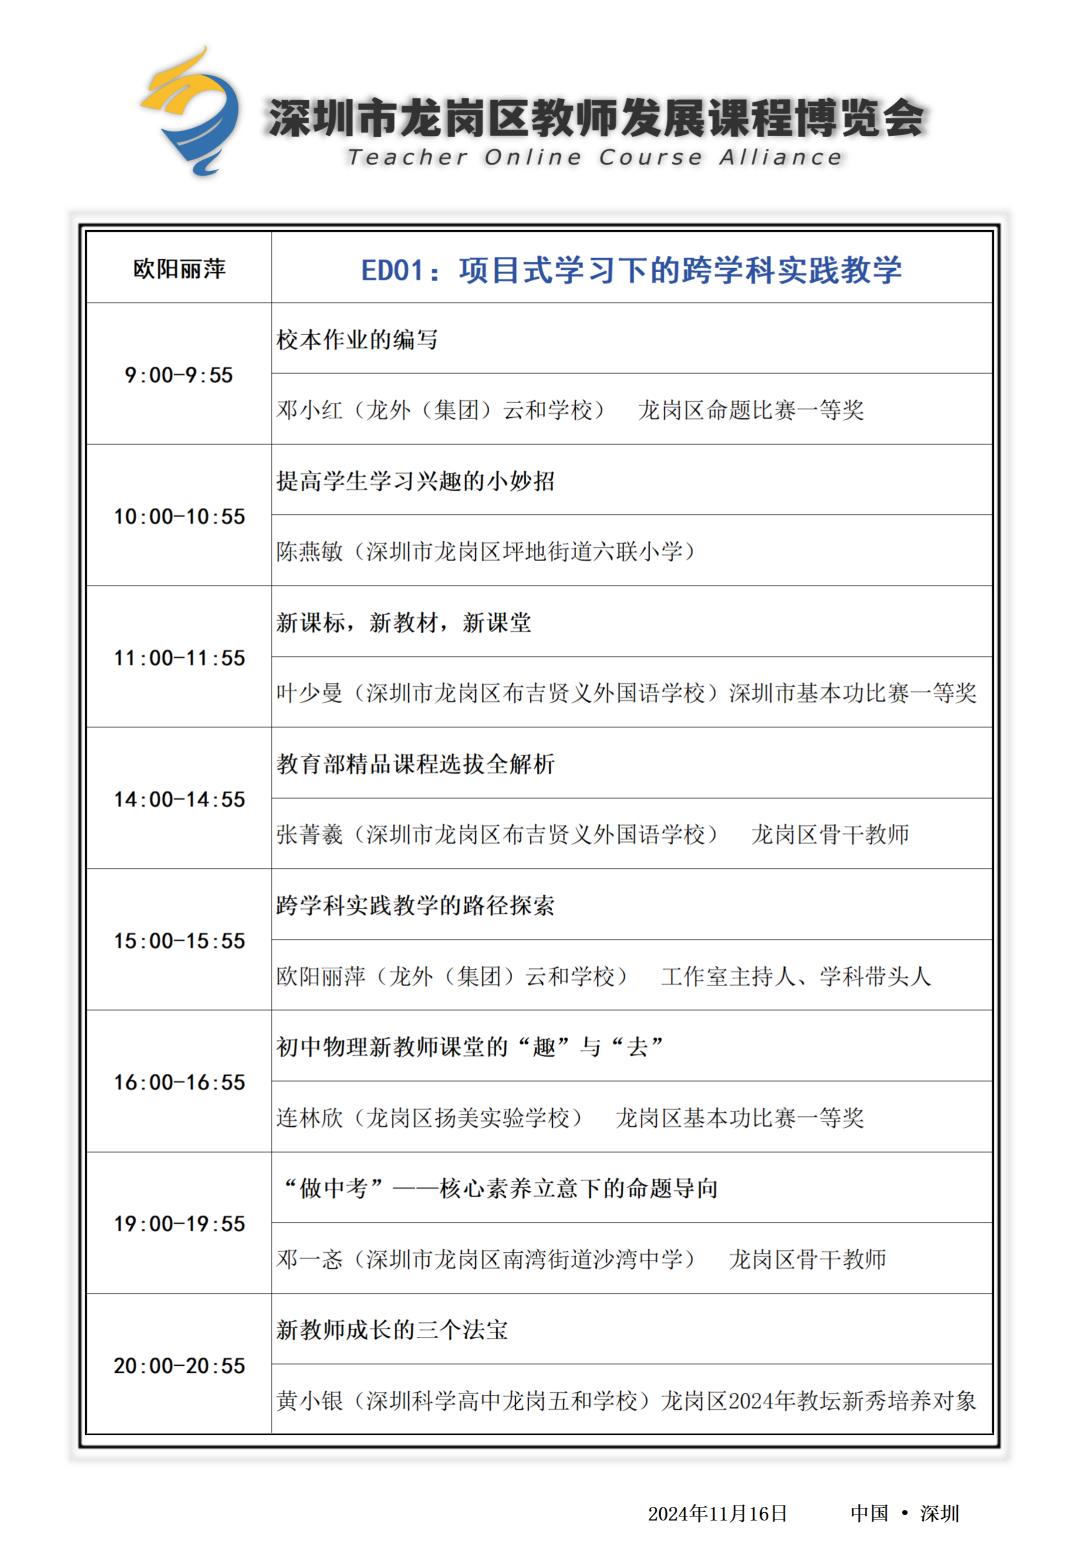 深圳市龙岗区教师发展课程博览会
Teacher Online Course Alliance
欧阳丽萍
ED01：项目式学习下的跨学科实践教学
9:00-9:55
校本作业的编写
邓小红（龙外（集团）云和学校） 龙岗区命题比赛一等奖
10:00-10:55
提高学生学习兴趣的小妙招
陈燕敏（深圳市龙岗区坪地街道六联小学）
11:00-11:55
新课标，新教材，新课堂
叶少曼（深圳市龙岗区布吉贤义外国语学校）深圳市基本功比赛一等奖
14:00-14:55
教育部精品课程选拔全解析
张菁羲（深圳市龙岗区布吉贤义外国语学校） 龙岗区骨干教师
15:00-15:55
跨学科实践教学的路径探索
欧阳丽萍（龙外（集团）云和学校） 工作室主持人、学科带头人
16:00-16:55
初中物理新教师课堂的“趣”与“去”
连林欣（龙岗区扬美实验学校） 龙岗区基本功比赛一等奖
19:00-19:55
“做中考”——核心素养立意下的命题导向
邓一忞（深圳市龙岗区南湾街道沙湾中学） 龙岗区骨干教师
20:00-20:55
新教师成长的三个法宝
黄小银（深圳科学高中龙岗五和学校）龙岗区2024年教坛新秀培养对象
2024年11月16日 中国 • 深圳